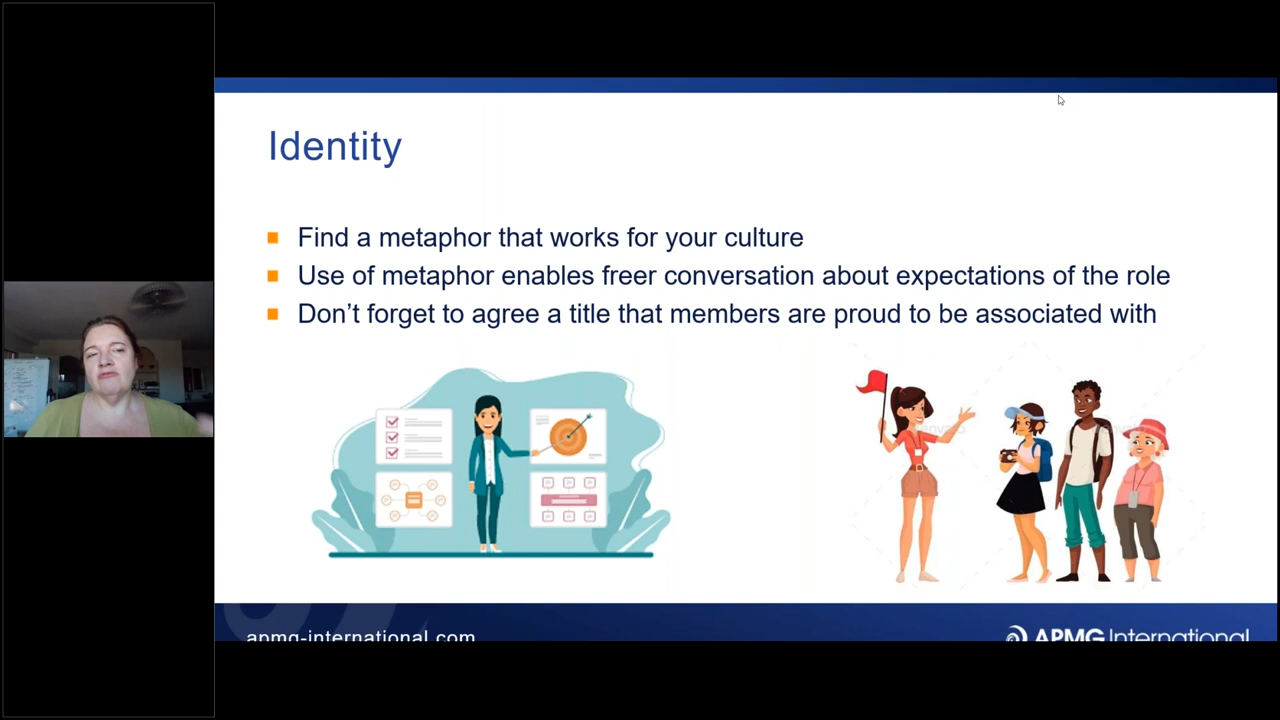 Identity
Find a metaphor that works for your culture
Use of metaphor enables freer conversation about expectations of the role
Don't forget to agree a title that members are proud to be associated with
apmg-international.com
APMG International